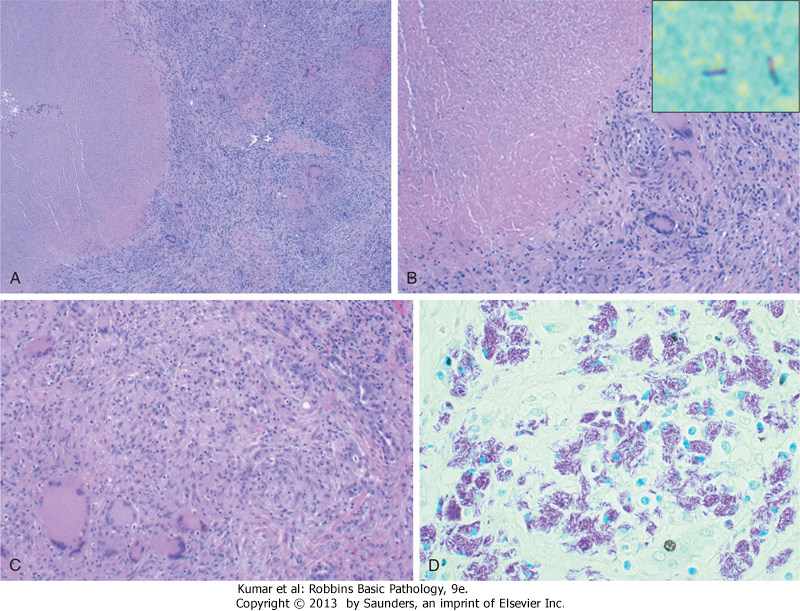 A
B
C
D
Kumar et al: Robbins Basic Pathology, 9e.
Copyright © 2013 by Saunders, an imprint of Elsevier Inc.